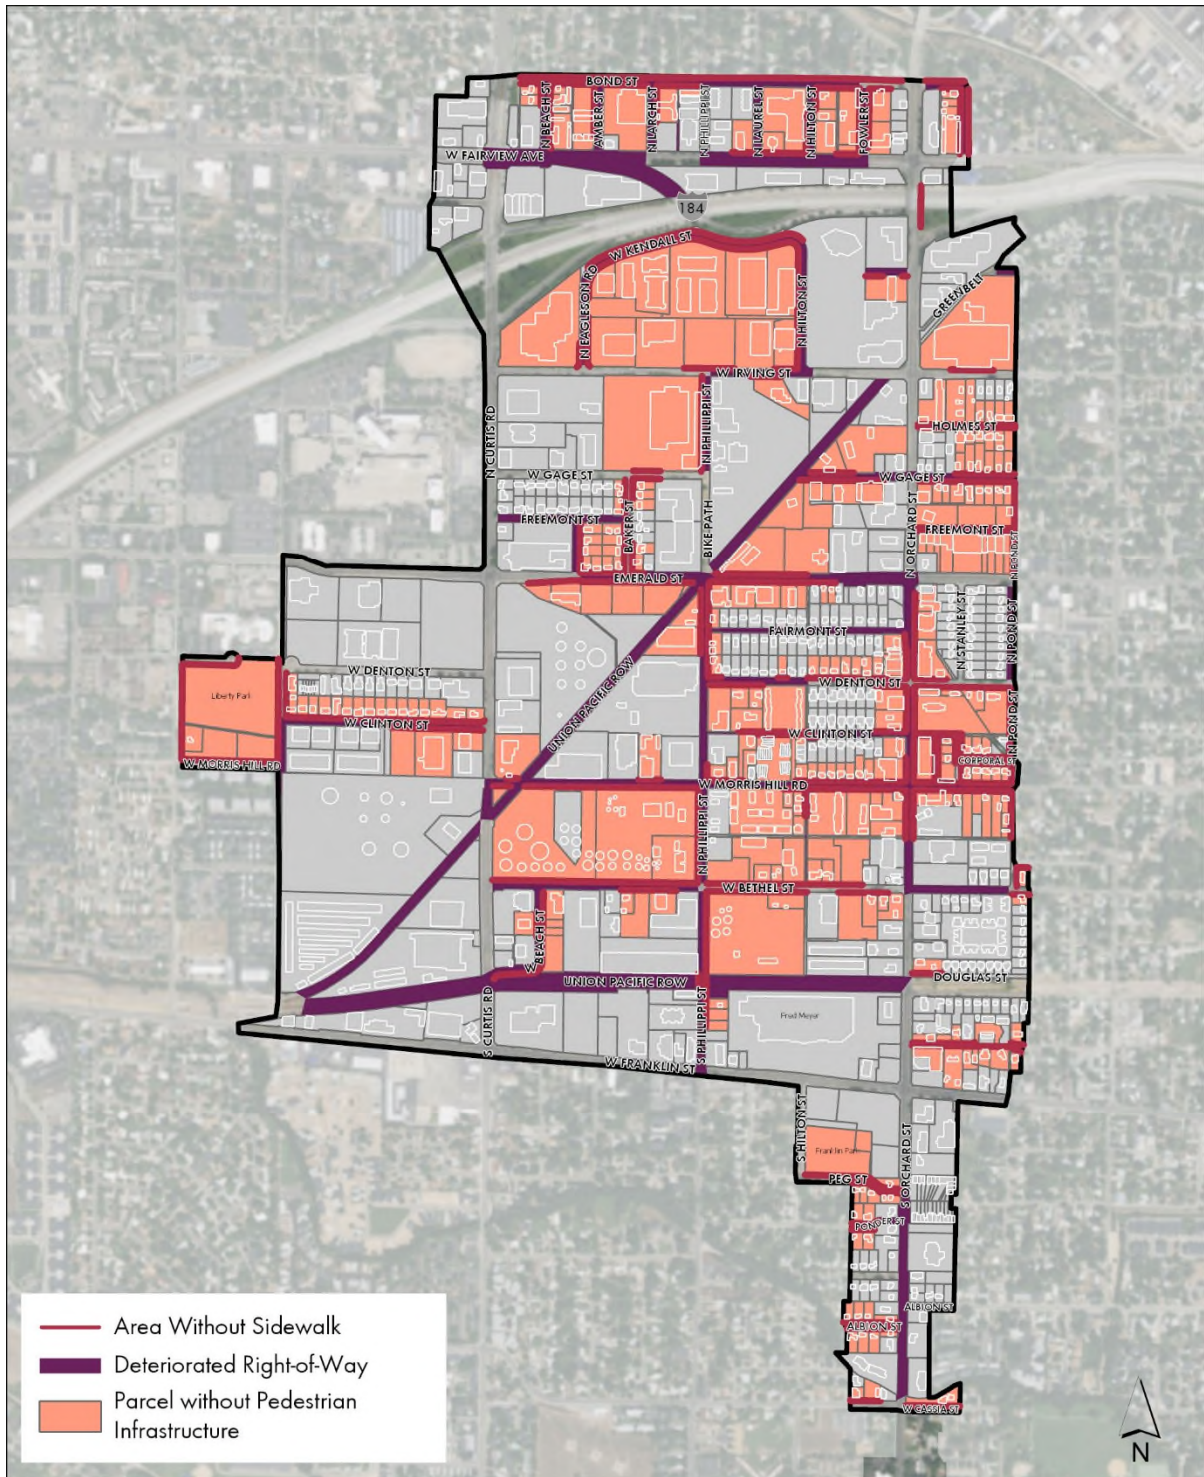 BOND ST
N BEACH ST
AMBER ST
N LARCH ST
N PHILLIPPI ST
N LAUREL ST
N HILTON ST
FOWLER ST
W FAIRVIEW AVE
184
W KENDALL ST
N EAGLESON RD
N HILTON ST
GREENBELT
W IRVING ST
N CURTIS RD
N PHILLIPPI ST
HOLMES ST
W GAGE ST
W GAGE ST
FREEMONT ST
BAKER ST
BIKE PATH
N ORCHARD ST
FREEMONT ST
N POND ST
EMERALD ST
FAIRMONT ST
N STANLEY ST
N POND ST
W DENTON ST
W DENTON ST
Liberty Park
UNION PACIFIC ROW
W CLINTON ST
W CLINTON ST
N POND ST
CORPORAL ST
W MORRIS HILL RD
W MORRIS HILL RD
N PHILLIPPI ST
W BETHEL ST
W BEACH ST
UNION PACIFIC ROW
DOUGLAS ST
S CURTIS RD
S PHILLIPPI ST
Fred Meyer
W FRANKLIN ST
S HILTON ST
S ORCHARD ST
Franklin Park
PEG ST
PONDER ST
ALBION ST
ALBION ST
W CASSIA ST
Area Without Sidewalk
Deteriorated Right-of-Way
Parcel without Pedestrian
Infrastructure
N